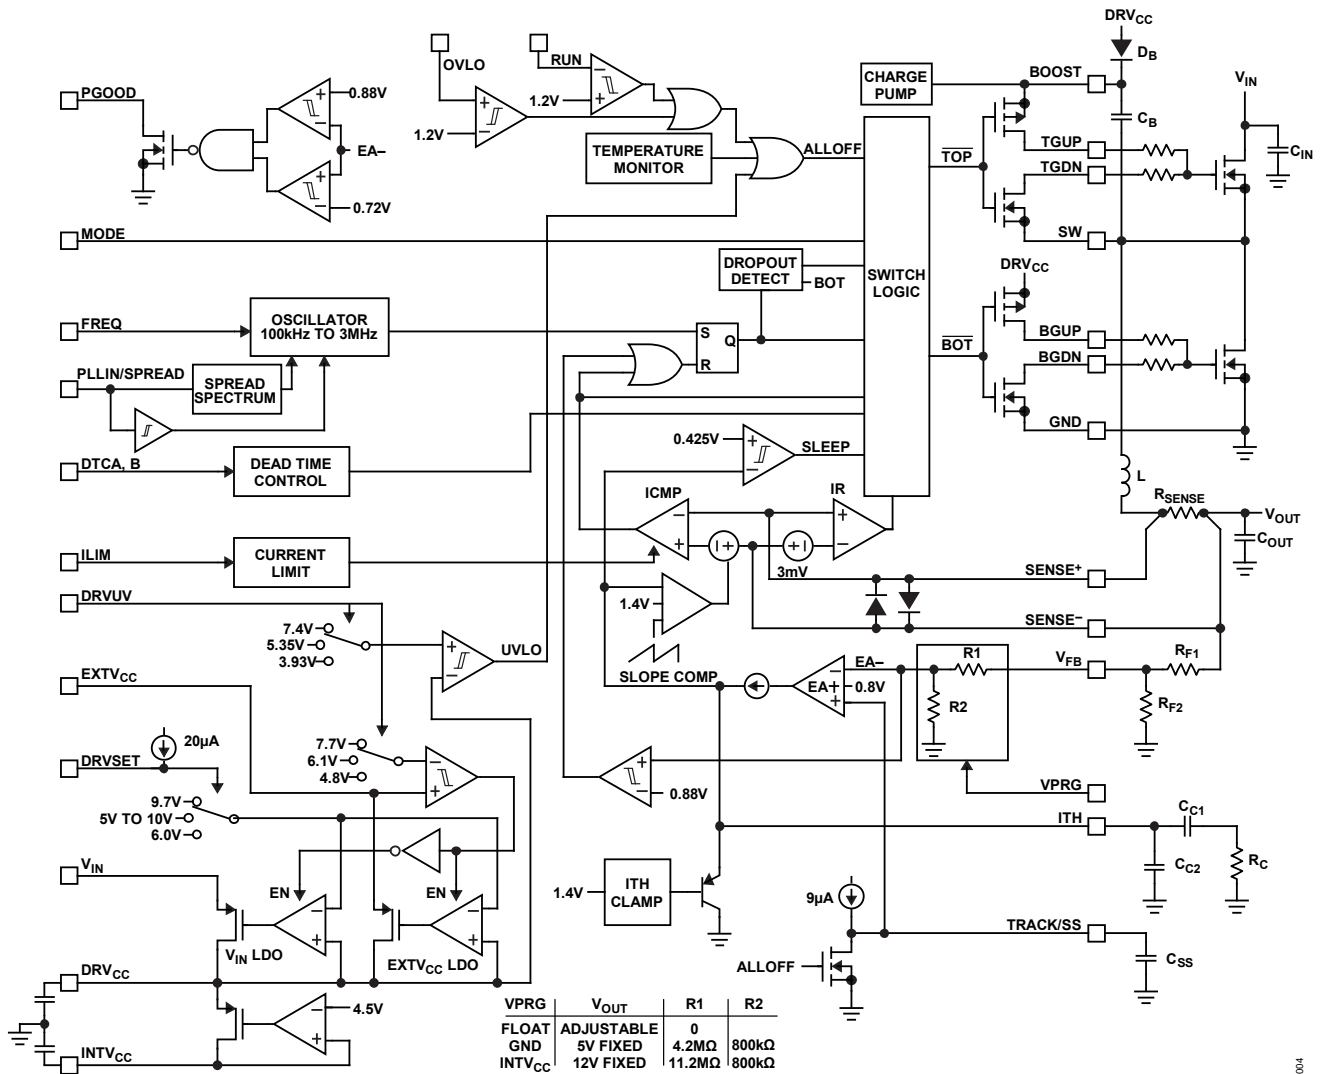 DRVCC
DB
OVLO
RUN
CHARGE
PUMP
BOOST
VIN
PGOOD
0.88V
1.2V
CB
1.2V
EA–
TEMPERATURE
MONITOR
ALLOFF
TOP
TGUP
CIN
TGDN
0.72V
MODE
SW
DROPOUT
DETECT
BOT
SWITCH
LOGIC
DRVCC
FREQ
OSCILLATOR
100kHz TO 3MHz
S
Q
R
BOT
BGUP
BGDN
PLLIN/SPREAD
SPREAD
SPECTRUM
GND
0.425V
SLEEP
DTCA, B
DEAD TIME
CONTROL
L
ICMP
IR
RSENSE
VOUT
COUT
ILIM
CURRENT
LIMIT
3mV
SENSE+
DRVUV
1.4V
7.4V
5.35V
3.93V
SENSE–
UVLO
SLOPE COMP
EA–
EA+
0.8V
R1
R2
VFB
RF1
RF2
EXTVCC
20µA
DRVSET
7.7V
6.1V
4.8V
0.88V
VPRG
9.7V
5V TO 10V
6.0V
ITH
CC1
CC2
RC
VIN
EN
EN
1.4V
ITH
CLAMP
9µA
VIN LDO
EXTVCC LDO
TRACK/SS
CSS
DRVCC
ALLOFF
4.5V
INTVCC
VPRG VOUT R1 R2
FLOAT ADJUSTABLE 0
GND 5V FIXED 4.2MΩ 800kΩ
INTVCC 12V FIXED 11.2MΩ 800kΩ
004